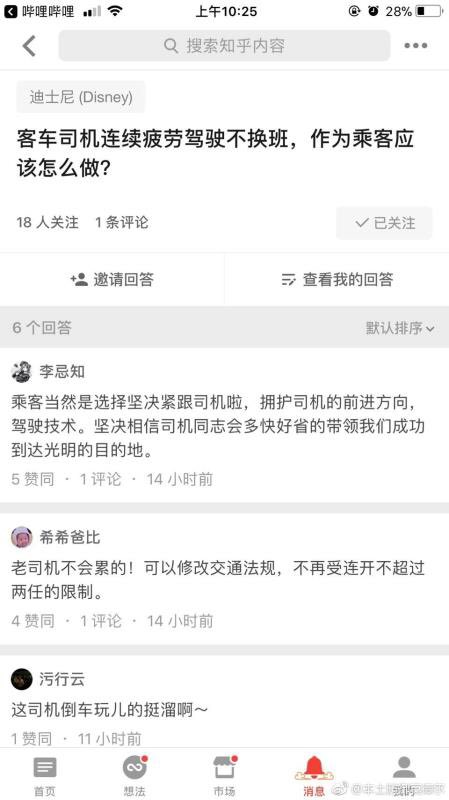 哔哩哔哩
上午10:25
28%
搜索知乎内容
迪士尼 (Disney)
客车司机连续疲劳驾驶不换班，作为乘客应
该怎么做？
18 人关注 1 条评论
已关注
邀请回答
查看我的回答
6 个回答
默认排序
李忌知
乘客当然是选择坚决紧跟司机啦，拥护司机的前进方向，
驾驶技术。坚决相信司机同志会多快好省的带领我们成功
到达光明的目的地。
5 赞同 · 1 评论 · 14 小时前
希希爸比
老司机不会累的！可以修改交通法规，不再受连开不超过
两任的限制。
4 赞同 · 1 评论 · 14 小时前
污行云
这司机倒车玩儿的挺溜啊～
1 赞同 · 11 小时前
首页
想法
市场
消息
我的